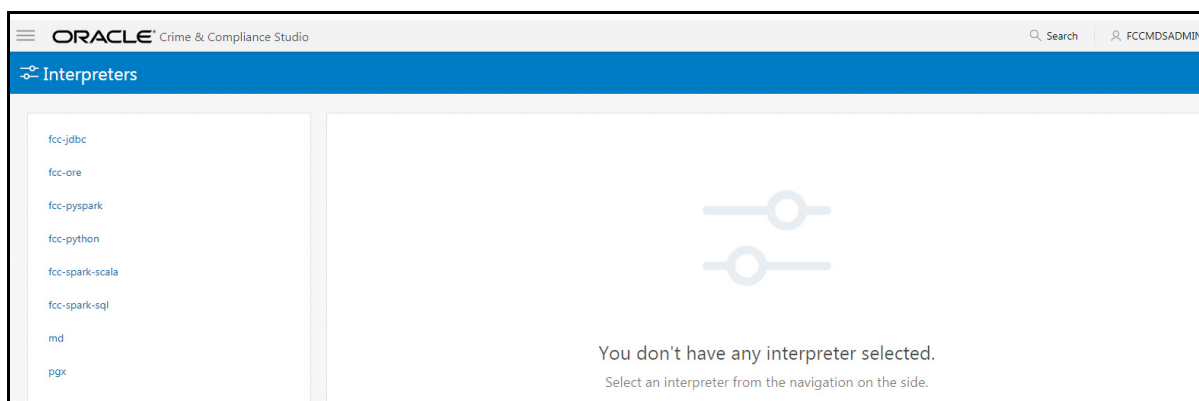 ORACLE® Crime & Compliance Studio
Search
FCCMDSADMIN
Interpreters
fcc-jdbc
fcc-ore
fcc-pyspark
fcc-python
fcc-spark-scala
fcc-spark-sql
md
pgx
You don't have any interpreter selected.
Select an interpreter from the navigation on the side.